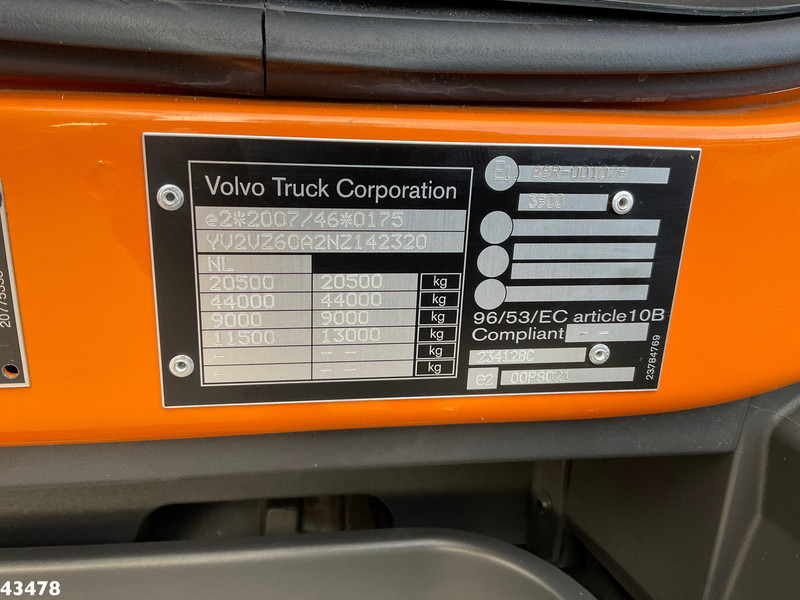 Volvo Truck Corporation
e2*2007/46*0175
YV2VZ60A2NZ142320
NL
20500 20500 kg
44000 44000 kg
9000 9000 kg
11500 13000 kg
- - - - kg
- - - - kg
E1
3900
96/53/EC article10B
Compliant - -
23412BC
e2
23784769
43478